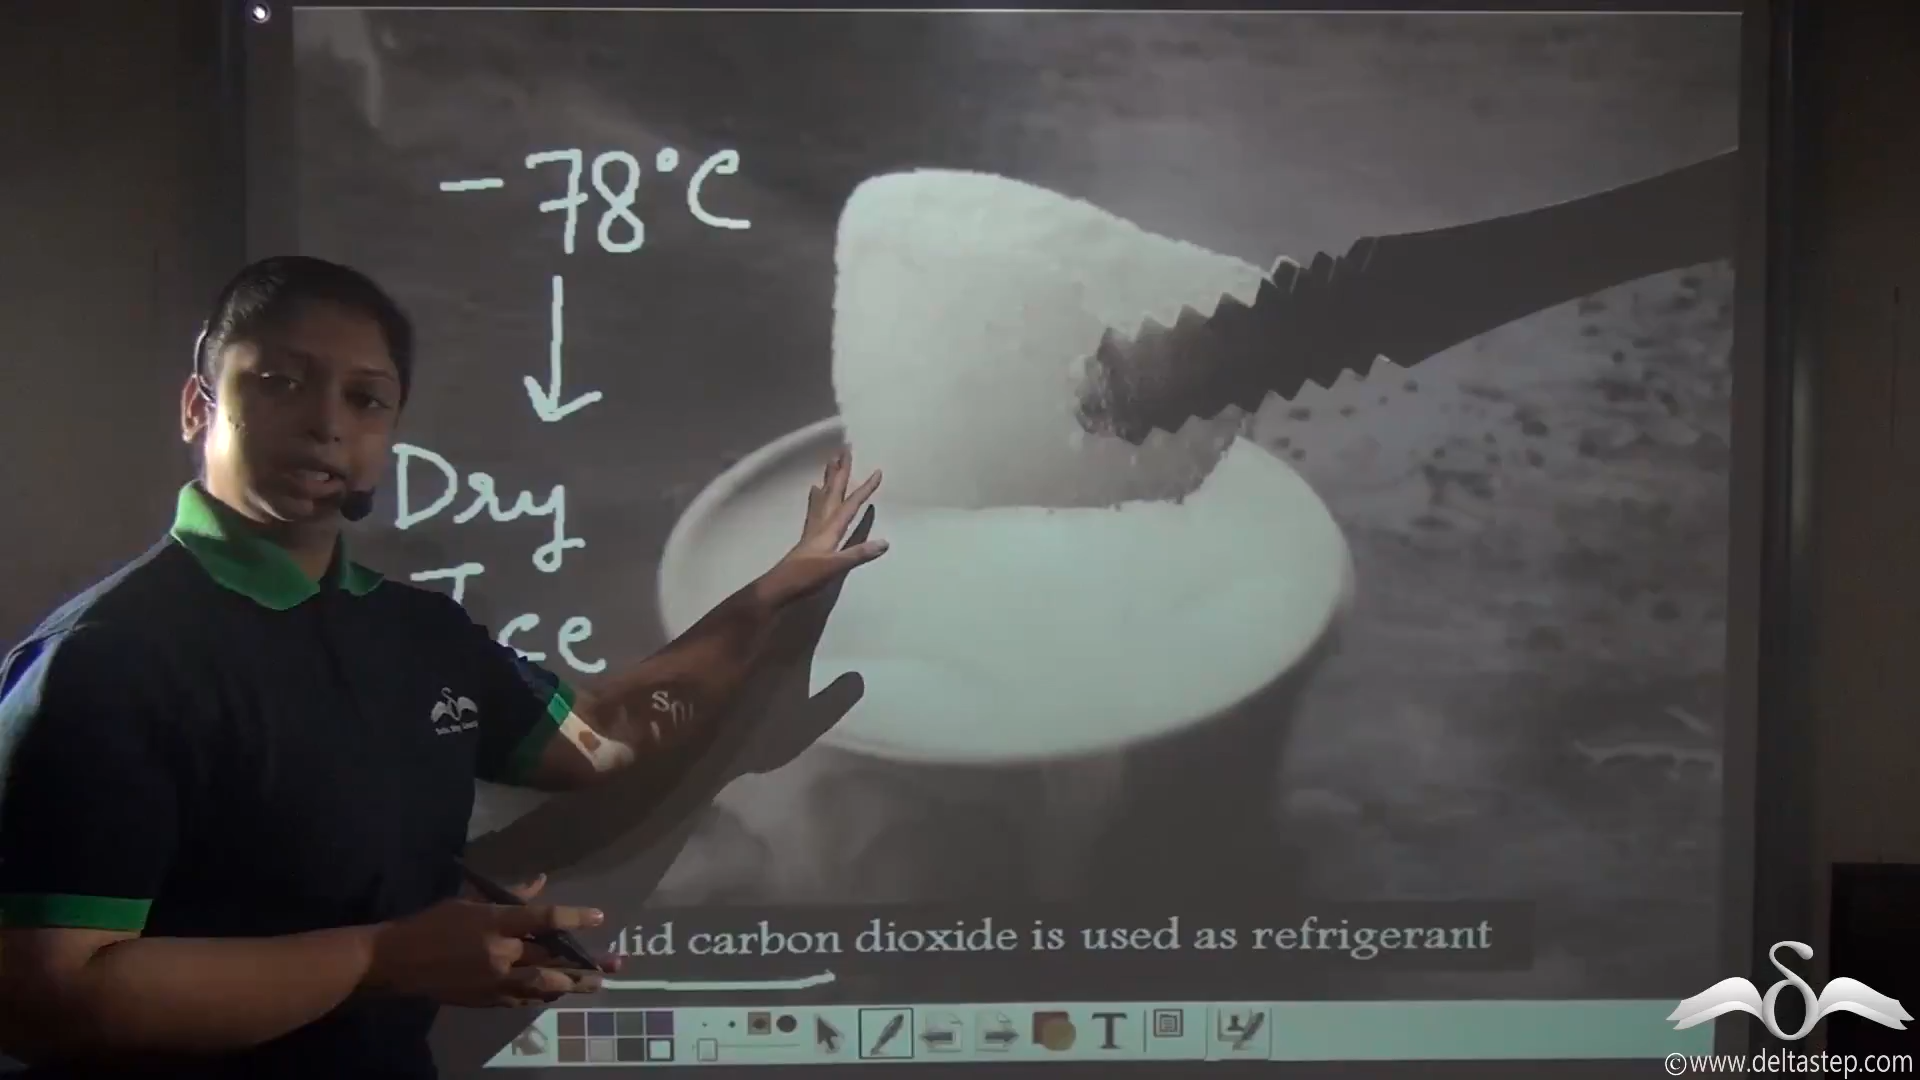 -78°C
↓
Dry
Ice
lid carbon dioxide is used as refrigerant
T
©www.deltastep.com